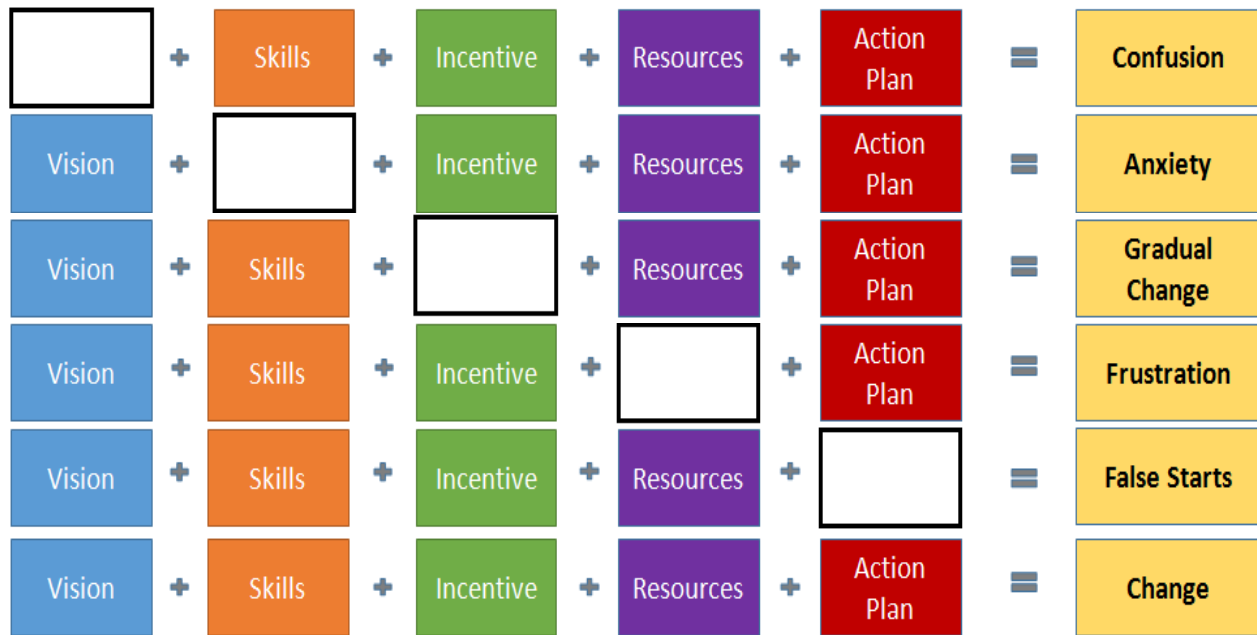 Skills Incentive Resources Action Plan Confusion
Vision Incentive Resources Action Plan Anxiety
Vision Skills Resources Action Plan Gradual Change
Vision Skills Incentive Action Plan Frustration
Vision Skills Incentive Resources False Starts
Vision Skills Incentive Resources Action Plan Change